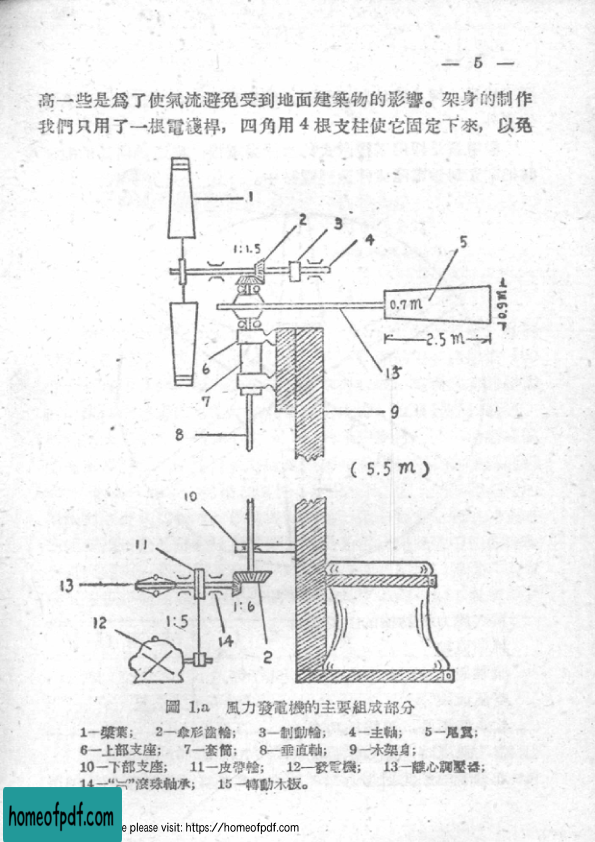 — 5 —
高一些是爲了使氣流避免受到地面建築物的影響。架身的制作
我們只用了一根電綫桿，四角用4根支柱使它固定下來，以免
1
2
3
4
5
1:1.5
0.7m
0.9m
2.5m
6
7
15
8
9
(5.5m)
10
11
13
12
1:5
1:6
14
2
圖 1,a 風力發電機的主要組成部分
1—槳葉； 2—傘形齒輪； 3—制動輪； 4—主軸； 5—尾翼；
6—上部支座； 7—套筒； 8—垂直軸； 9—木架身；
10—下部支座； 11—皮帶輪； 12—發電機； 13—離心調壓器；
滾珠軸承； 15—轉動木板。
homeofpdf.com
e please visit: https://homeofpdf.com